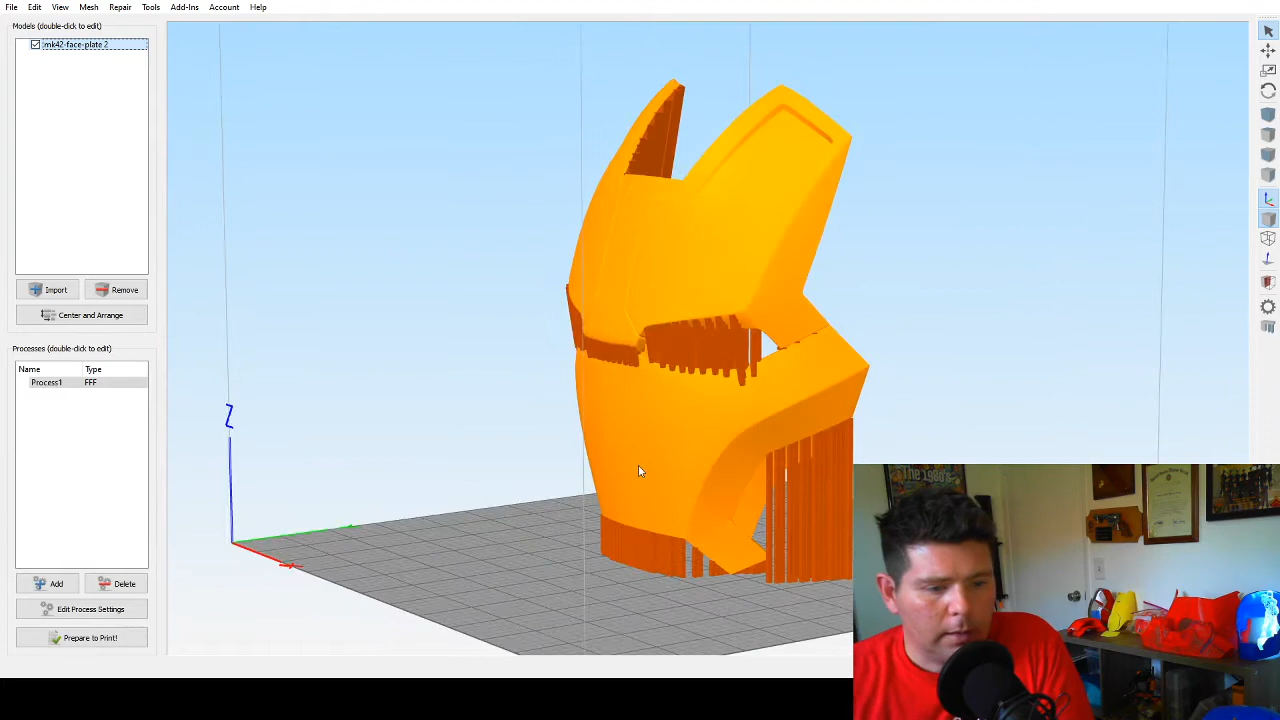 File Edit View Mesh Repair Tools Add-Ins Account Help
Models (double-click to edit)
mk42-face-plate 2
Import Remove
Center and Arrange
Processes (double-click to edit)
Name Type
Process1 FFF
Add Delete
Edit Process Settings
Prepare to Print!
Z